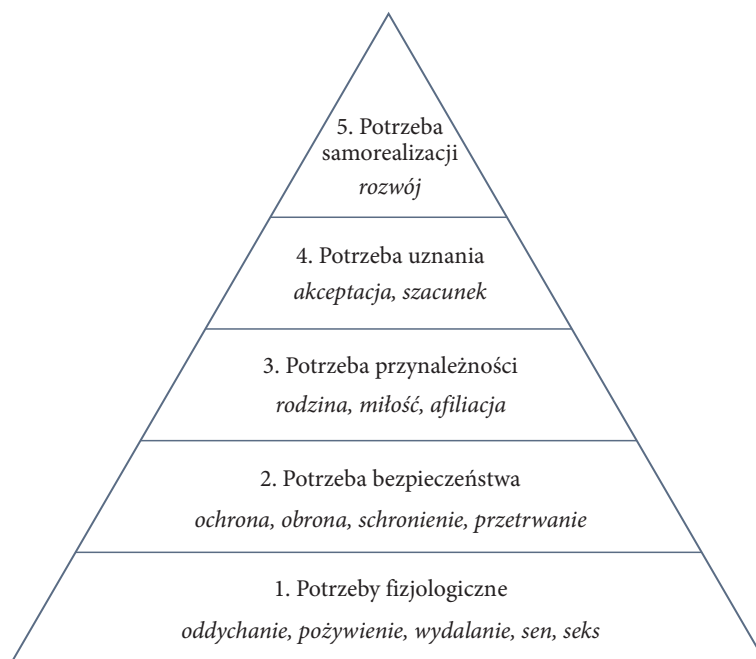 5. Potrzeba
samorealizacji
rozwój
4. Potrzeba uznania
akceptacja, szacunek
3. Potrzeba przynależności
rodzina, miłość, afiliacja
2. Potrzeba bezpieczeństwa
ochrona, obrona, schronienie, przetrwanie
1. Potrzeby fizjologiczne
oddychanie, pożywienie, wydalanie, sen, seks